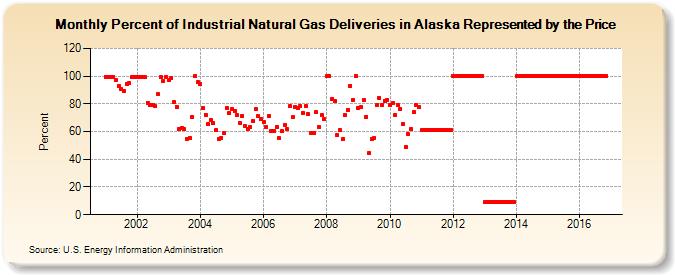 Monthly Percent of Industrial Natural Gas Deliveries in Alaska Represented by the Price
120
100
80
60
40
20
0
Percent
2002 2004 2006 2008 2010 2012 2014 2016
Source: U.S. Energy Information Administration